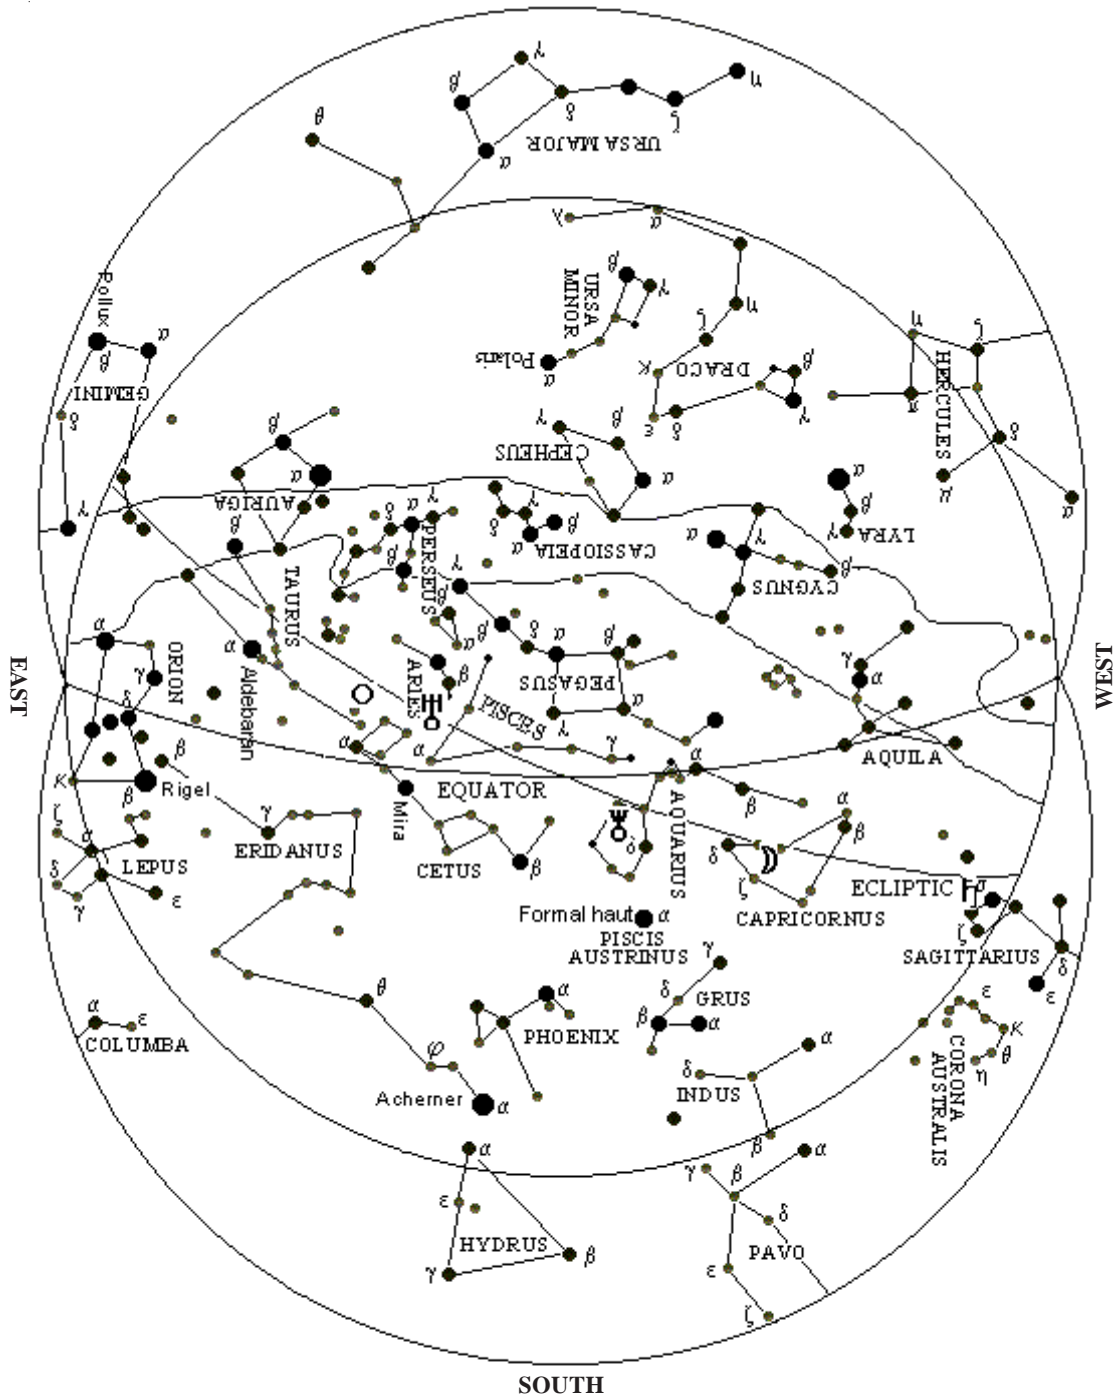 η
γ
β
δ
ζ
θ
α
URSA MAJOR
λ
α
β
γ
URSA
MINOR
η
ζ
Polaris
α
κ
DRACO
β
γ
ε
δ
η
ζ
HERCULES
π
δ
μ
α
Pollux
β
α
GEMINI
δ
γ
β
α
AURIGA
β
γ
β
CEPHEUS
α
α
β
γ
LYRA
γ
α
δ
β
PERSEUS
γ
δ
β
α
CASSIOPEIA
α
γ
β
CYGNUS
TAURUS
γ
β
α
β
δ
α
β
PEGASUS
γ
α
EAST
WEST
α
ORION
γ
δ
κ
β
Rigel
α
Aldebaran
β
ARIES
PISCES
α
γ
γ
α
AQUILA
α
Mira
EQUATOR
β
γ
ERIDANUS
CETUS
β
AQUARIUS
α
β
δ
α
β
δ
ζ
CAPRICORNUS
ECLIPTIC
σ
ζ
SAGITTARIUS
δ
ε
ζ
α
LEPUS
δ
γ
ε
Formal haut
α
PISCIS
AUSTRINUS
γ
δ
GRUS
β
α
α
ε
COLUMBA
θ
φ
Acherner
α
α
PHOENIX
α
δ
INDUS
β
ε
κ
θ
η
CORONA
AUSTRALIS
α
ε
HYDRUS
γ
β
γ
β
α
δ
PAVO
ε
ζ
SOUTH